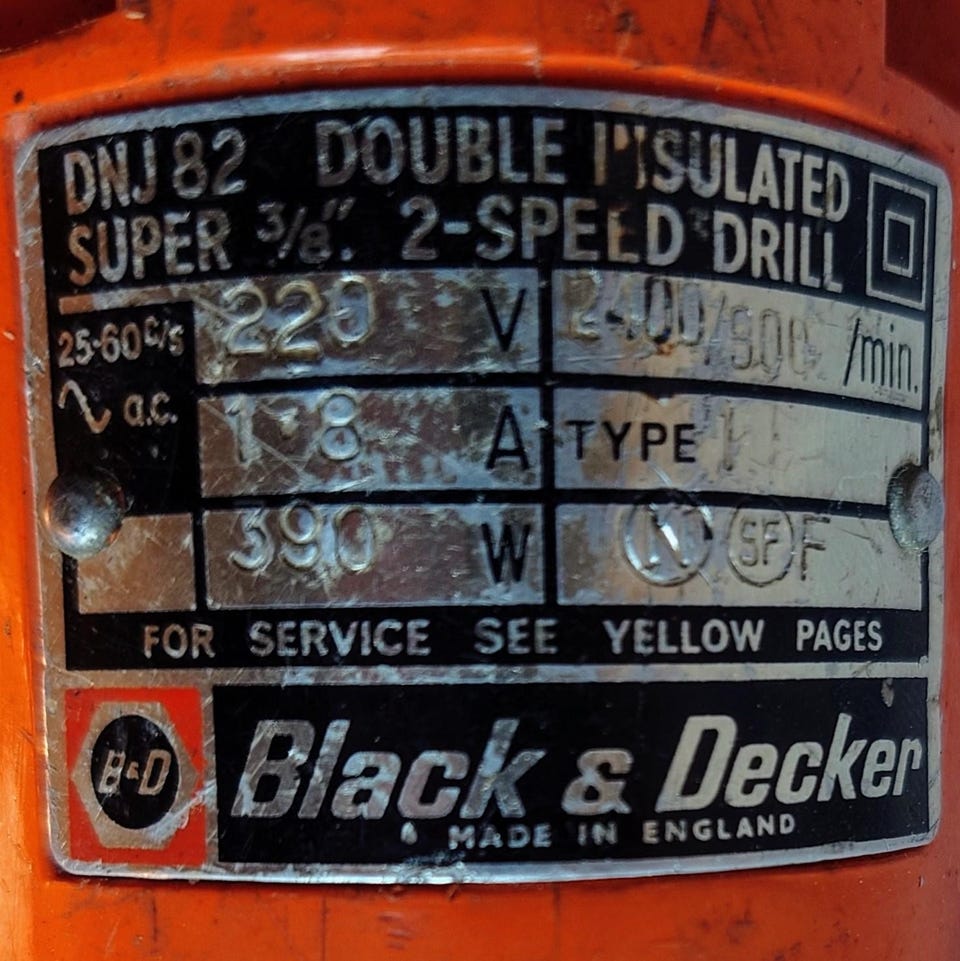 DNJ 82 DOUBLE INSULATED
SUPER 3/8". 2-SPEED DRILL
25-60 C/S
a.c.
220 V
2400/900 /min.
1·8 A
TYPE 1
390 W
N SF F
FOR SERVICE SEE YELLOW PAGES
B&D
Black & Decker
MADE IN ENGLAND